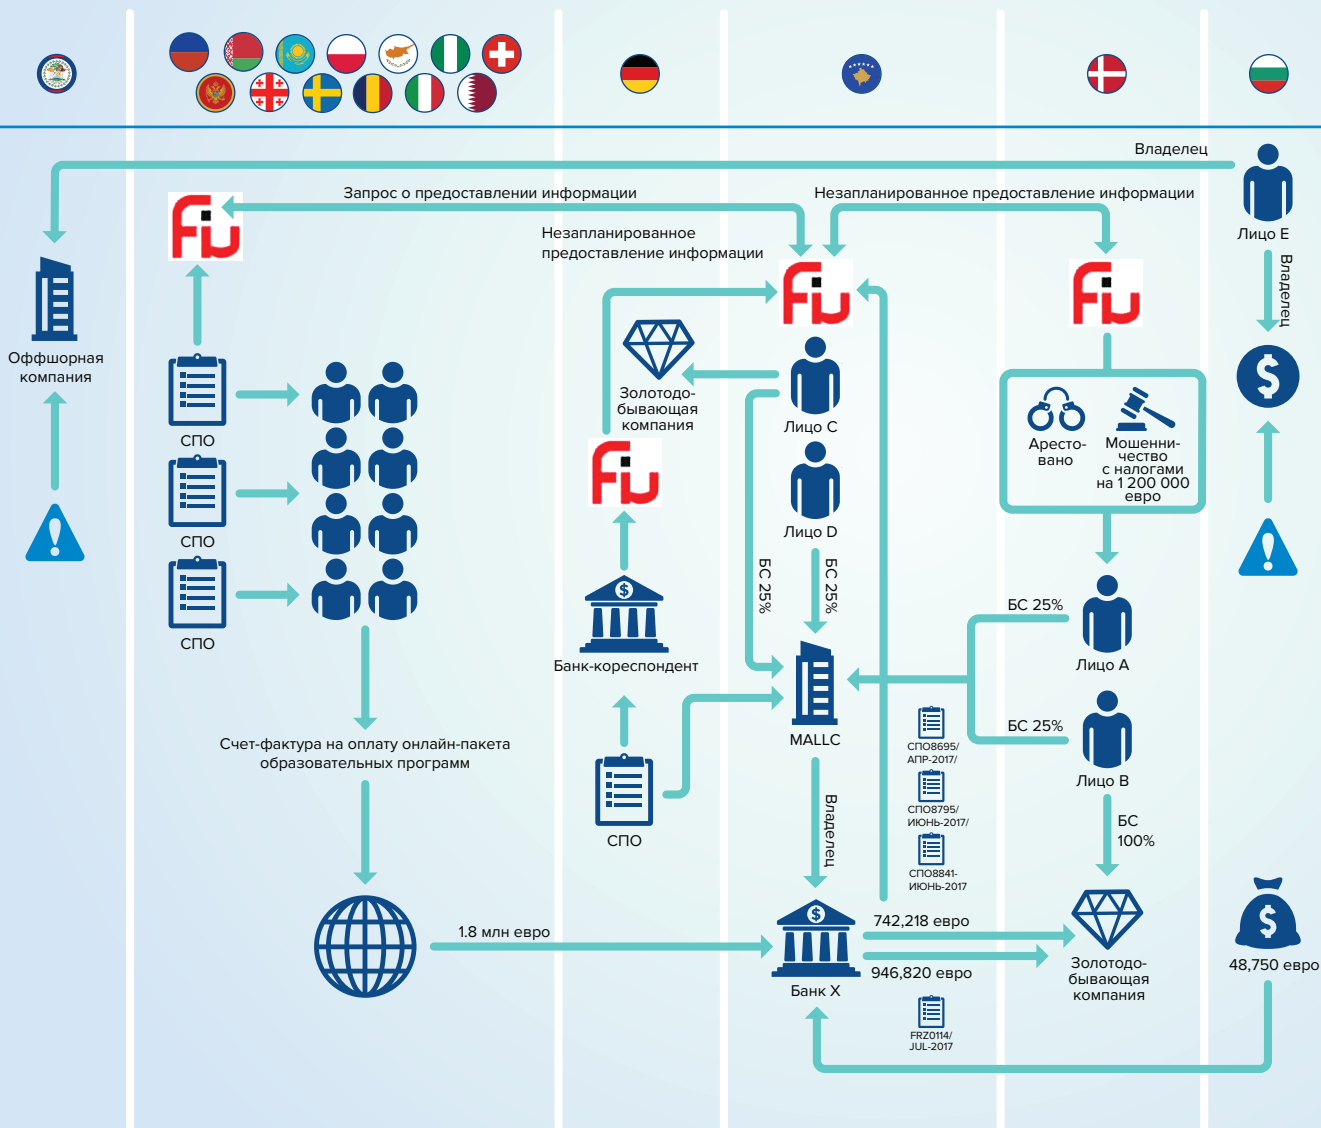 Владелец
Запрос о предоставлении информации
Незапланированное предоставление информации
Незапланированное
предоставление информации
Лицо E
Владелец
fiu
fiu
fiu
fiu
Оффшорная
компания
СПО
СПО
СПО
Золотодо-
бывающая
компания
Лицо C
Лицо D
Аресто-
вано
Мошенни-
чество
с налогами
на 1 200 000
евро
БС 25%
БС 25%
Банк-кореспондент
БС 25%
Лицо A
БС 25%
Лицо B
MALLC
Счет-фактура на оплату онлайн-пакета
образовательных программ
СПО
СПО8695/
АПР-2017/
СПО8795/
ИЮНЬ-2017/
СПО8841-
ИЮНЬ-2017
Владелец
БС
100%
1.8 млн евро
742,218 евро
946,820 евро
Банк X
Золотодо-
бывающая
компания
48,750 евро
FRZ0114/
JUL-2017